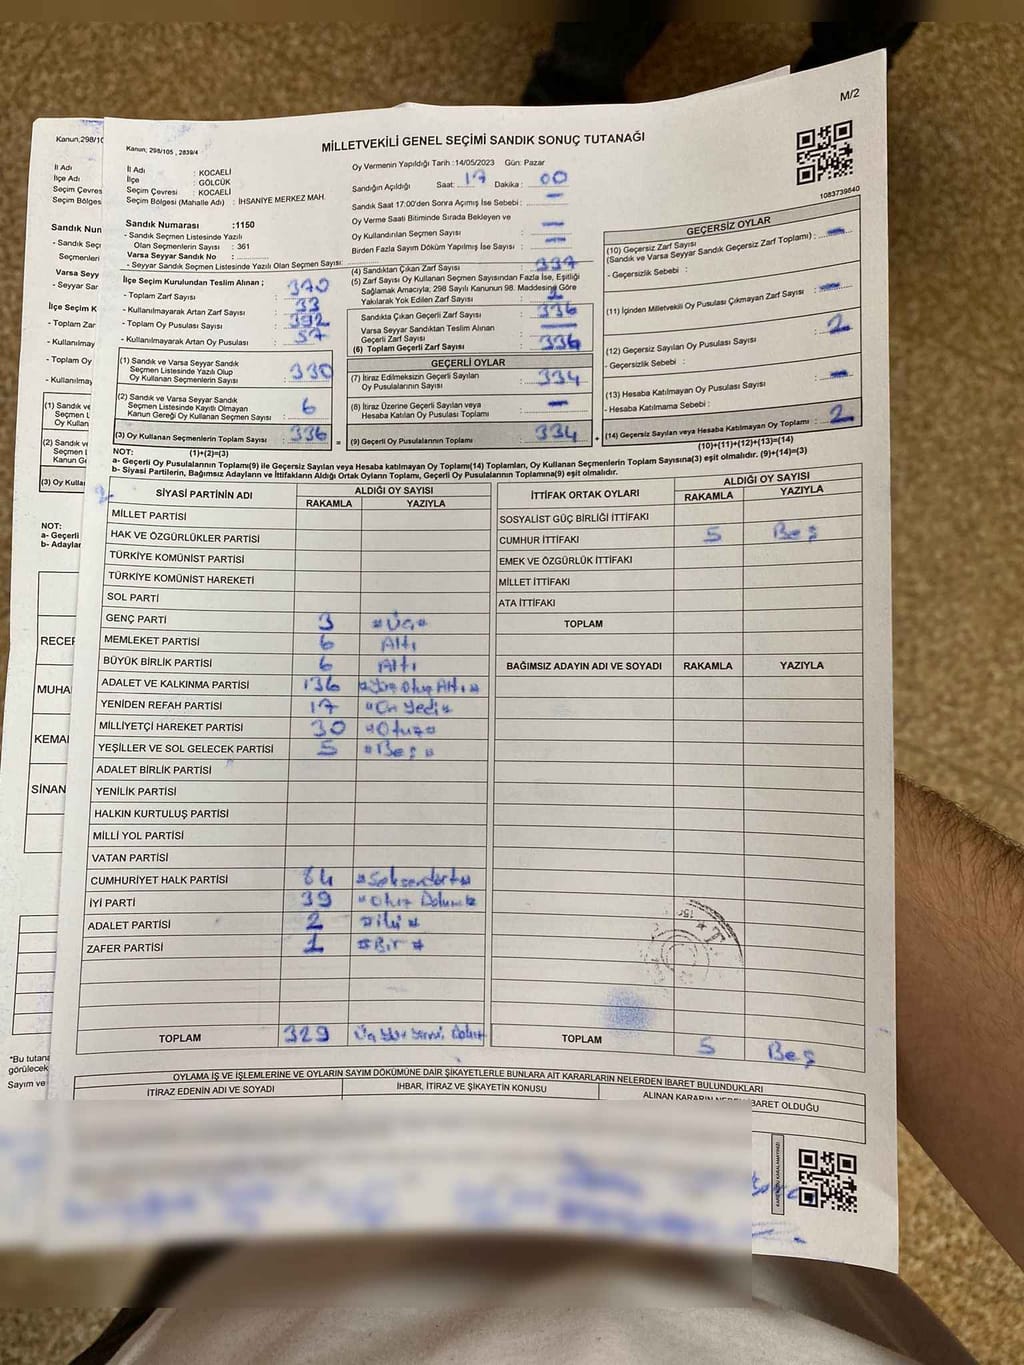 M/2
Kanun, 298/105 , 2839/4
MİLLETVEKİLİ GENEL SEÇİMİ SANDIK SONUÇ TUTANAĞI
1083739640
İl Adı : KOCAELİ
İlçe : GÖLCÜK
Seçim Çevresi : KOCAELİ
Seçim Bölgesi (Mahalle Adı) : İHSANİYE MERKEZ MAH.
Sandık Numarası :1150
- Sandık Seçmen Listesinde Yazılı
Olan Seçmenlerin Sayısı : 361
Varsa Seyyar Sandık No :
- Seyyar Sandık Seçmen Listesinde Yazılı Olan Seçmen Sayısı:
İlçe Seçim Kurulundan Teslim Alınan ;
- Toplam Zarf Sayısı : 370
- Kullanılmayarak Artan Zarf Sayısı : 33
- Toplam Oy Pusulası Sayısı : 392
- Kullanılmayarak Artan Oy Pusulası : 57
(1) Sandık ve Varsa Seyyar Sandık
Seçmen Listesinde Yazılı Olup
Oy Kullanan Seçmenlerin Sayısı : 330
(2) Sandık ve Varsa Seyyar Sandık
Seçmen Listesinde Kayıtlı Olmayan
Kanun Gereği Oy Kullanan Seçmen Sayısı : 6
(3) Oy Kullanan Seçmenlerin Toplam Sayısı : 336
(1)+(2)=(3)
Oy Vermenin Yapıldığı Tarih :14/05/2023 Gün: Pazar
Sandığın Açıldığı Saat: 17 Dakika : 00
Sandık Saat 17:00'den Sonra Açımış İse Sebebi : —
Oy Verme Saati Bitiminde Sırada Bekleyen ve
Oy Kullandırılan Seçmen Sayısı : —
Birden Fazla Sayım Döküm Yapılmış İse Sayısı : —
(4) Sandıktan Çıkan Zarf Sayısı : 337
(5) Zarf Sayısı Oy Kullanan Seçmen Sayısından Fazla İse, Eşitliği
Sağlamak Amacıyla; 298 Sayılı Kanunun 98. Maddesine Göre
Yakılarak Yok Edilen Zarf Sayısı : 1
Sandıkta Çıkan Geçerli Zarf Sayısı : 336
Varsa Seyyar Sandıktan Teslim Alınan
Geçerli Zarf Sayısı : —
(6) Toplam Geçerli Zarf Sayısı : 336
GEÇERLİ OYLAR
(7) İtiraz Edilmeksizin Geçerli Sayılan
Oy Pusulalarının Sayısı : 334
(8) İtiraz Üzerine Geçerli Sayılan veya
Hesaba Katılan Oy Pusulası Toplamı : —
= (9) Geçerli Oy Pusulalarının Toplamı : 334 +
GEÇERSİZ OYLAR
(10) Geçersiz Zarf Sayısı
(Sandık ve Varsa Seyyar Sandık Geçersiz Zarf Toplamı) : —
- Geçersizlik Sebebi :
(11) İçinden Milletvekili Oy Pusulası Çıkmayan Zarf Sayısı : —
(12) Geçersiz Sayılan Oy Pusulası Sayısı : 2
- Geçersizlik Sebebi :
(13) Hesaba Katılmayan Oy Pusulası Sayısı : —
- Hesaba Katılmama Sebebi :
(14) Geçersiz Sayılan veya Hesaba Katılmayan Oy Toplamı : 2
(10)+(11)+(12)+(13)=(14)
NOT:
a- Geçerli Oy Pusulalarının Toplamı(9) ile Geçersiz Sayılan veya Hesaba katılmayan Oy Toplamı(14) Toplamları, Oy Kullanan Seçmenlerin Toplam Sayısına(3) eşit olmalıdır. (9)+(14)=(3)
b- Siyasi Partilerin, Bağımsız Adayların ve İttifakların Aldığı Ortak Oyların Toplamı, Geçerli Oy Pusulalarının Toplamına(9) eşit olmalıdır.
SİYASİ PARTİNİN ADI ALDIĞI OY SAYISI
RAKAMLA YAZIYLA
MİLLET PARTİSİ
HAK VE ÖZGÜRLÜKLER PARTİSİ
TÜRKİYE KOMÜNİST PARTİSİ
TÜRKİYE KOMÜNİST HAREKETİ
SOL PARTİ
GENÇ PARTİ 3 Üç
MEMLEKET PARTİSİ 6 Altı
BÜYÜK BİRLİK PARTİSİ 6 Altı
ADALET VE KALKINMA PARTİSİ 136 Yüz Otuz Altı
YENİDEN REFAH PARTİSİ 17 On Yedi
MİLLİYETÇİ HAREKET PARTİSİ 30 Otuz
YEŞİLLER VE SOL GELECEK PARTİSİ 5 Beş
ADALET BİRLİK PARTİSİ
YENİLİK PARTİSİ
HALKIN KURTULUŞ PARTİSİ
MİLLİ YOL PARTİSİ
VATAN PARTİSİ
CUMHURİYET HALK PARTİSİ 84 Seksendört
İYİ PARTİ 39 Otuz Dokuz
ADALET PARTİSİ 2 İki
ZAFER PARTİSİ 1 Bir
TOPLAM 329 Üç Yüz Yirmi Dokuz
İTTİFAK ORTAK OYLARI ALDIĞI OY SAYISI
RAKAMLA YAZIYLA
SOSYALİST GÜÇ BİRLİĞİ İTTİFAKI
CUMHUR İTTİFAKI 5 Beş
EMEK VE ÖZGÜRLÜK İTTİFAKI
MİLLET İTTİFAKI
ATA İTTİFAKI
TOPLAM
BAĞIMSIZ ADAYIN ADI VE SOYADI RAKAMLA YAZIYLA
TOPLAM 5 Beş
OYLAMA İŞ VE İŞLEMLERİNE VE OYLARIN SAYIM DÖKÜMÜNE DAİR ŞİKAYETLERLE BUNLARA AİT KARARLARIN NELERDEN İBARET BULUNDUKLARI
İTİRAZ EDENİN ADI VE SOYADI İHBAR, İTİRAZ VE ŞİKAYETİN KONUSU ALINAN KARARIN İBARET OLDUĞU
Kanun,298/10
İl Adı
İlçe Adı
Seçim Çevres
Seçim Bölges
Sandık Num
- Sandık Seç
Seçmenleri
Varsa Seyy
- Seyyar Sa
İlçe Seçim K
- Toplam Zar
- Kullanılmay
- Toplam Oy
- Kullanılmay
(1) Sandık ve
(2) Sandık v
(3) Oy Kullan
NOT:
a- Geçerli
b- Adaylar
RECEP
MUHA
KEMAL
SİNAN
*Bu tutana
görülecek
Sayım ve